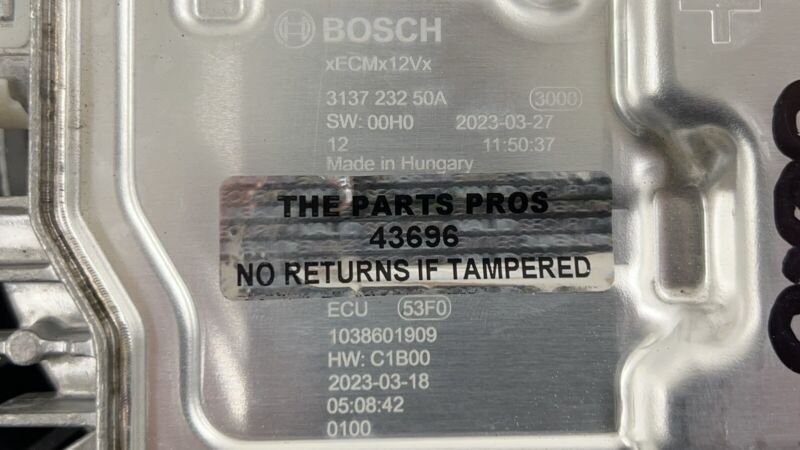 BOSCH
xECMx12Vx
3137 232 50A 3000
SW: 00H0 2023-03-27
12 11:50:37
Made in Hungary
THE PARTS PROS
43696
NO RETURNS IF TAMPERED
ECU 53F0
1038601909
HW: C1B00
2023-03-18
05:08:42
0100